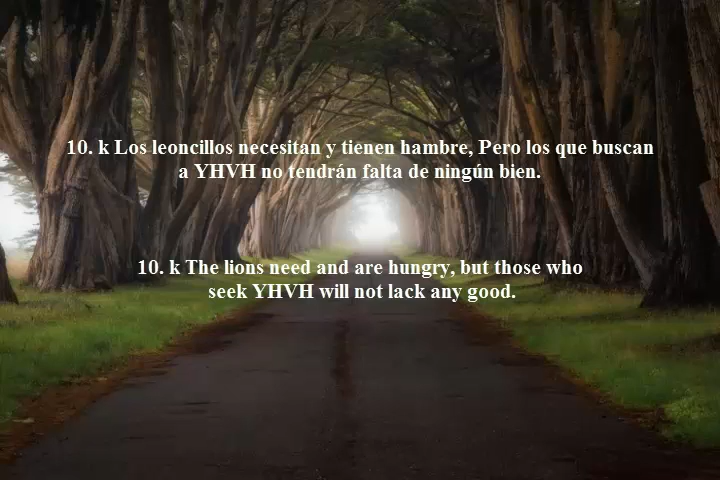 10. k Los leoncillos necesitan y tienen hambre, Pero los que buscan
a YHVH no tendrán falta de ningún bien.
10. k The lions need and are hungry, but those who
seek YHVH will not lack any good.